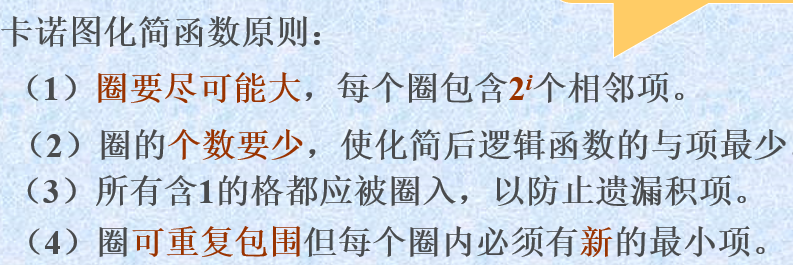 卡诺图化简函数原则：
（1）圈要尽可能大，每个圈包含2i个相邻项。
（2）圈的个数要少，使化简后逻辑函数的与项最少
（3）所有含1的格都应被圈入，以防止遗漏积项。
（4）圈可重复包围但每个圈内必须有新的最小项。